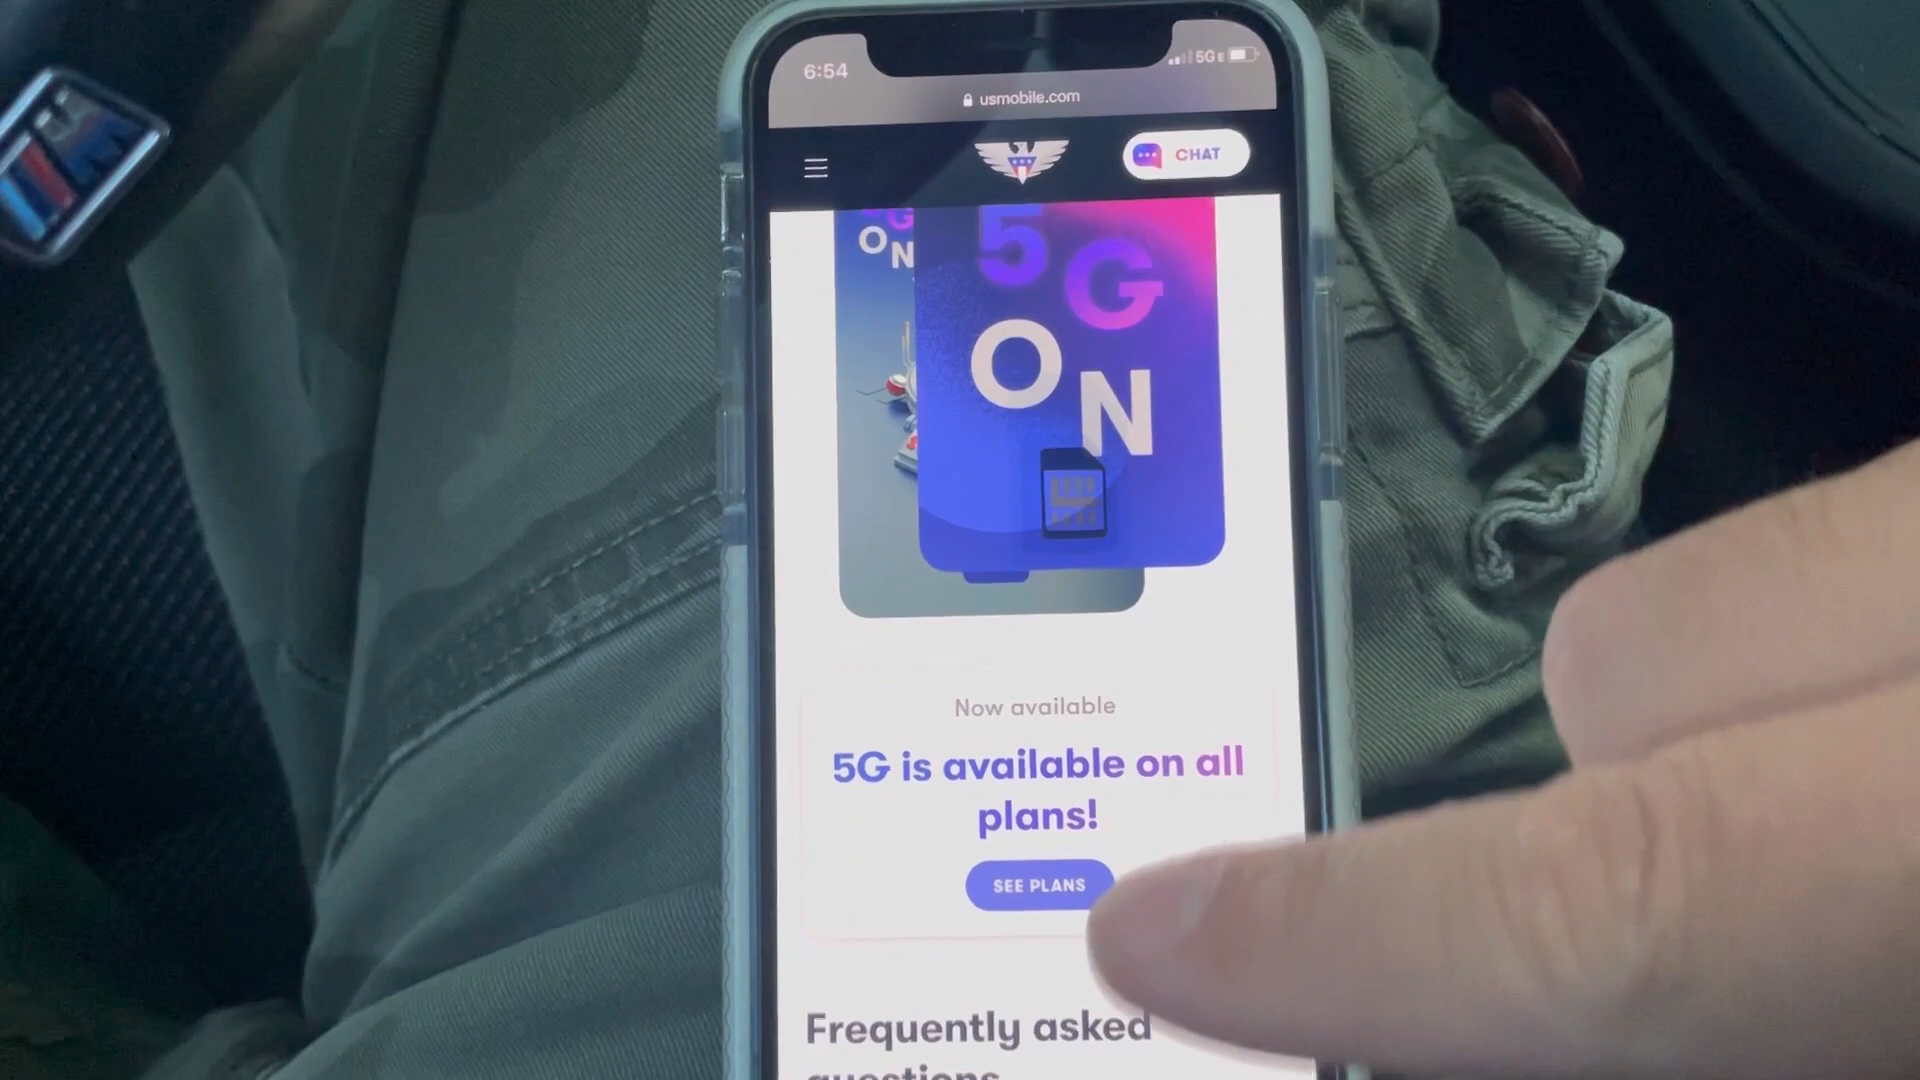 6:54
5G E
usmobile.com
CHAT
G
ON
5G
ON
Now available
5G is available on all
plans!
SEE PLANS
Frequently asked
questions